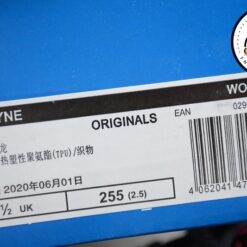 YNE WO
ORIGINALS EAN 029
龙
热塑性聚氨酯(TPU)/织物
2020年06月01日
½ UK 255 (2.5)
4 062041 47